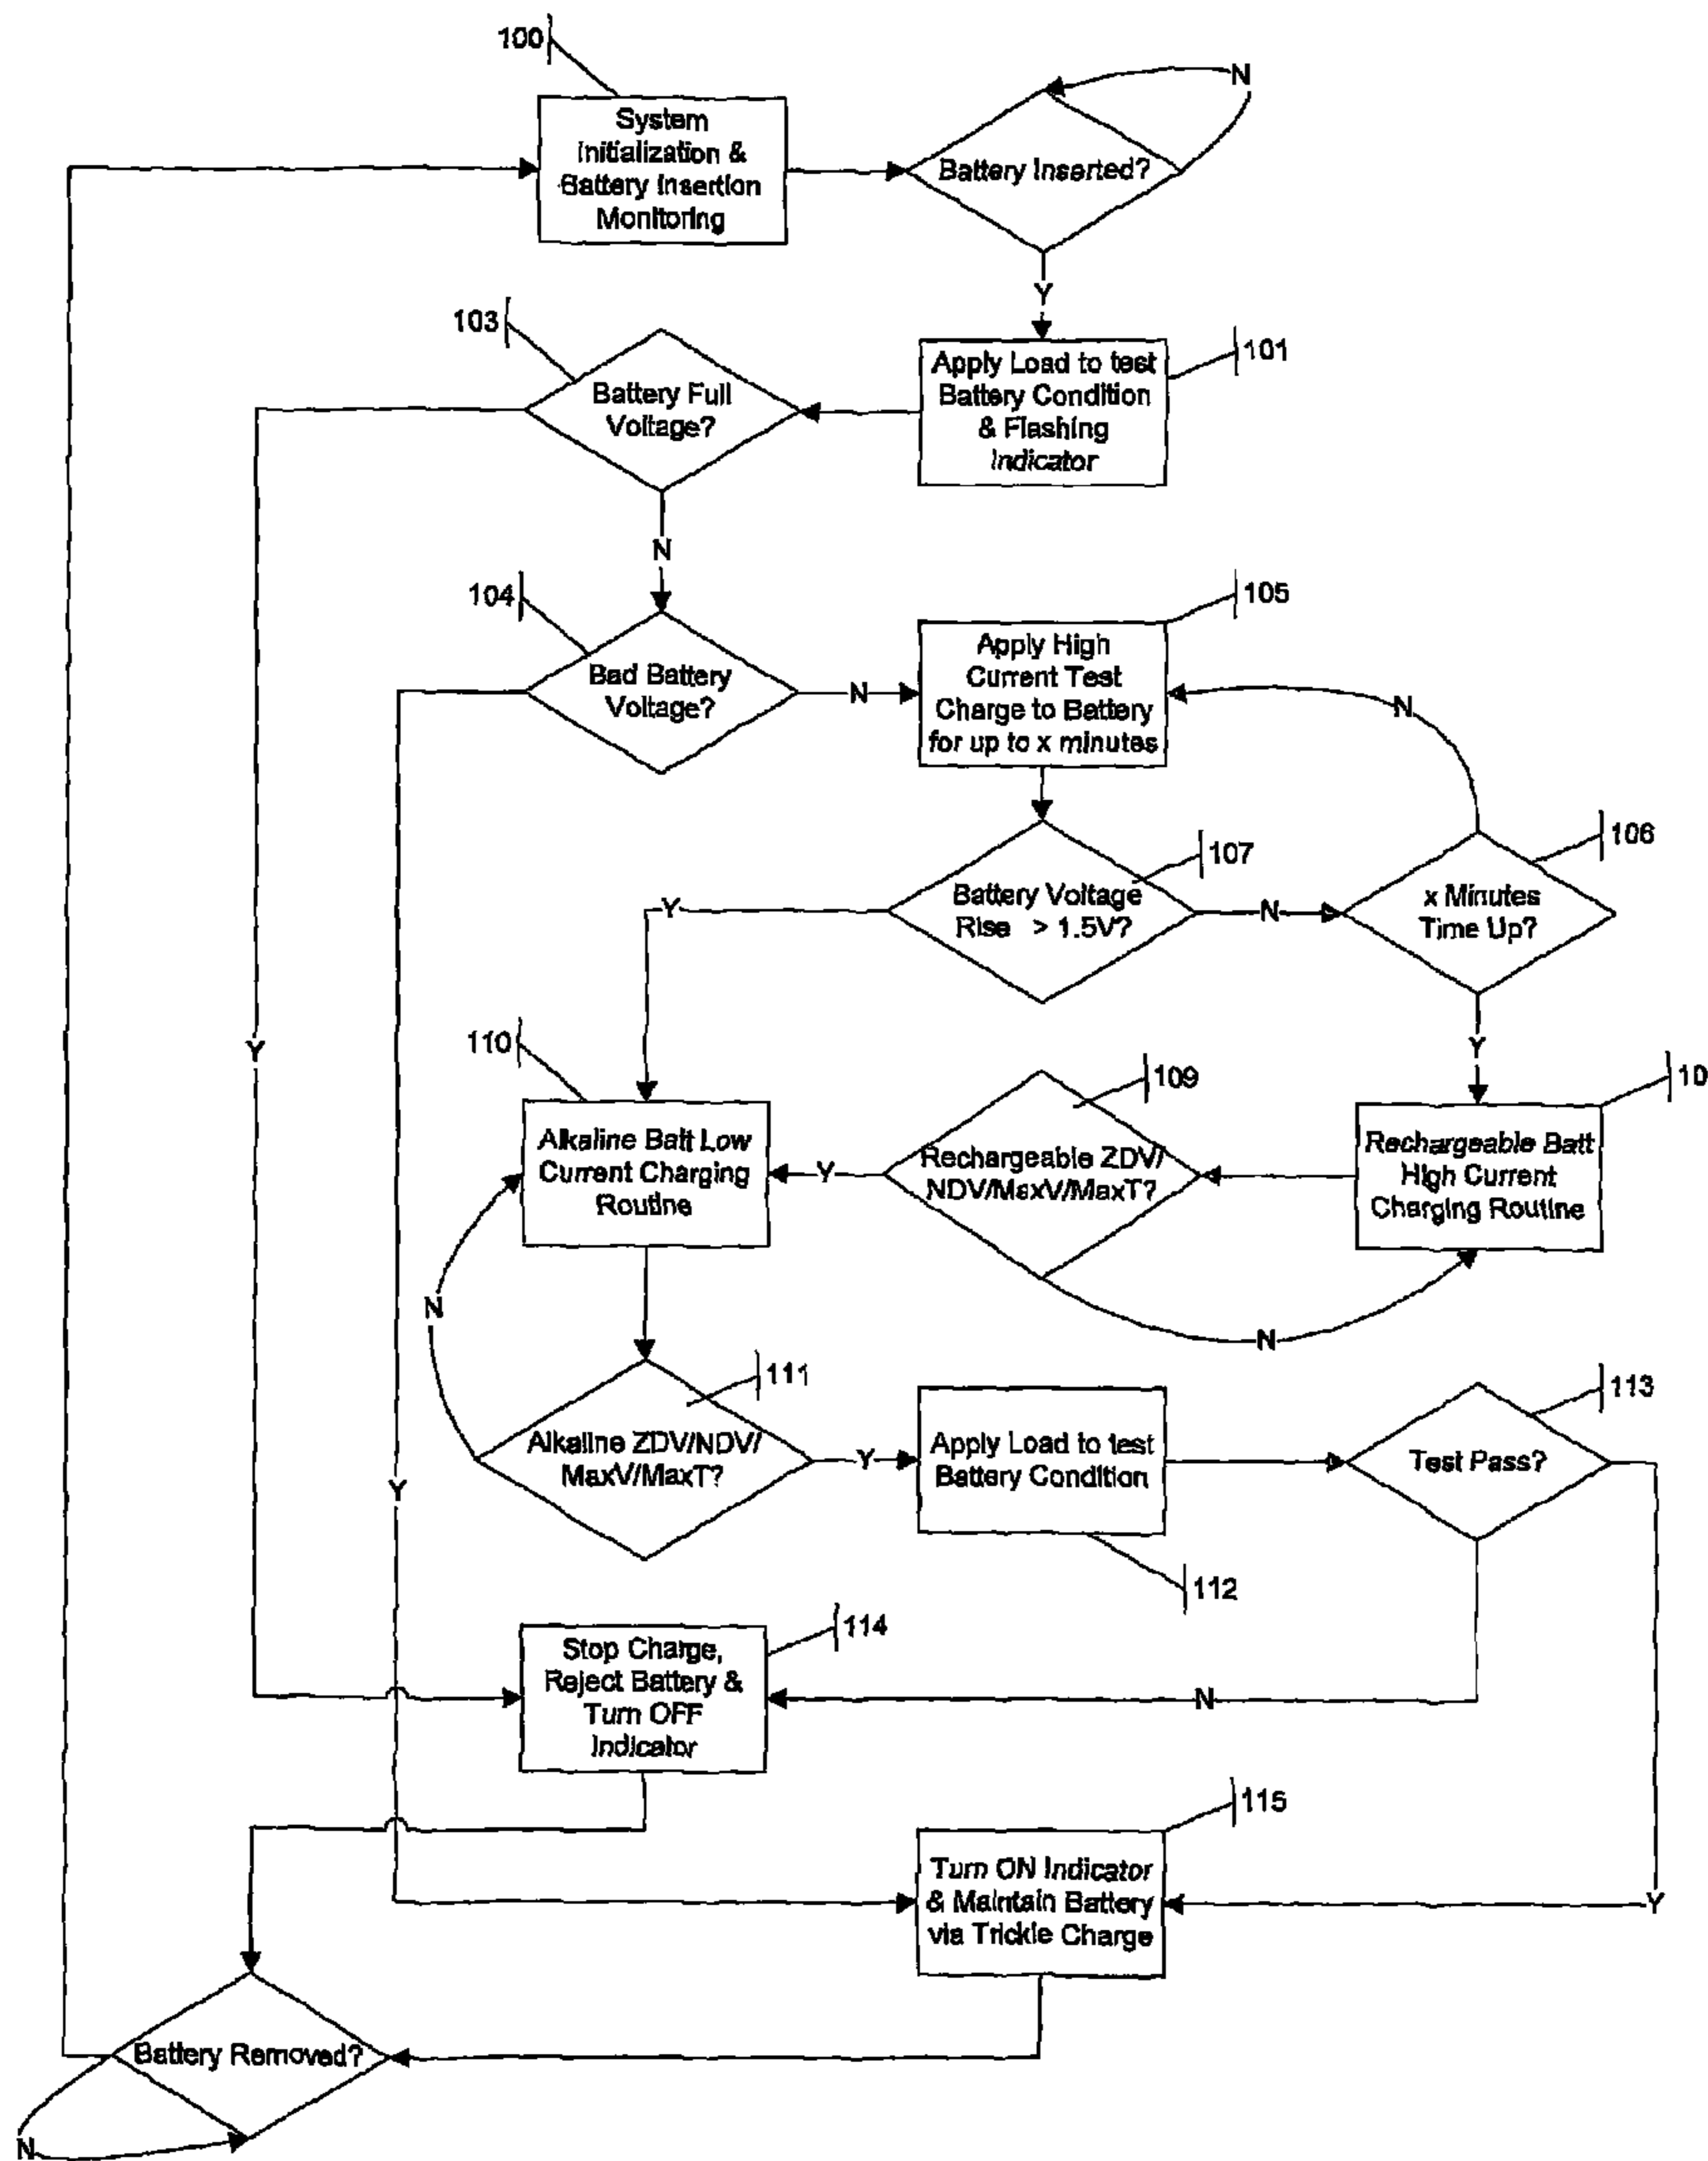 100
System
Initialization &
Battery Insertion
Monitoring
Battery Inserted?
N
Y
103
Battery Full
Voltage?
Apply Load to test
Battery Condition
& Flashing
Indicator
101
N
104
Bad Battery
Voltage?
N
105
Apply High
Current Test
Charge to Battery
for up to x minutes
N
107
106
Battery Voltage
Rise > 1.5V?
Y
N
x Minutes
Time Up?
Y
Y
110
109
10
Alkaline Batt Low
Current Charging
Routine
Y
Rechargeable ZDV/
NDV/MaxV/MaxT?
Rechargeable Batt
High Current
Charging Routine
N
N
111
113
Alkaline ZDV/NDV/
MaxV/MaxT?
Y
Apply Load to test
Battery Condition
Test Pass?
Y
112
114
Stop Charge,
Reject Battery &
Turn OFF
Indicator
N
115
Turn ON Indicator
& Maintain Battery
via Trickle Charge
Y
Battery Removed?
N